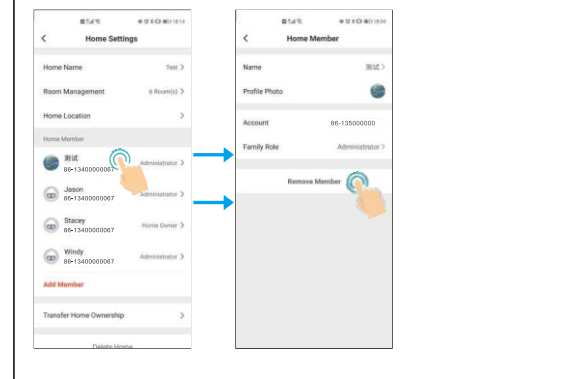 Home Settings
Home Name
Test
Room Management
6 Room(s)
Home Location
Home Member
测试
86-13400000067
Administrator
Jason
86-13400000067
Administrator
Stacey
86-13400000067
Home Owner
Windy
86-13400000067
Administrator
Add Member
Transfer Home Ownership
Delete Home
Home Member
Name
测试
Profile Photo
Account
86-135000000
Family Role
Administrator
Remove Member